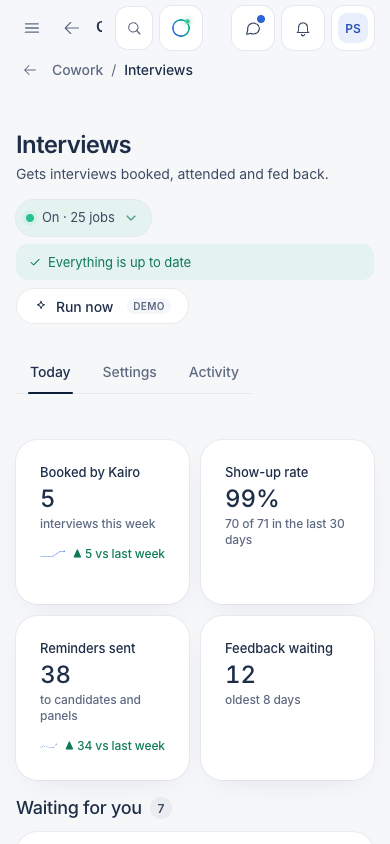 PS
Cowork / Interviews
Interviews
Gets interviews booked, attended and fed back.
On · 25 jobs
Everything is up to date
Run now DEMO
Today Settings Activity
Booked by Kairo
5
interviews this week
▲ 5 vs last week
Show-up rate
99%
70 of 71 in the last 30
days
Reminders sent
38
to candidates and
panels
▲ 34 vs last week
Feedback waiting
12
oldest 8 days
Waiting for you 7